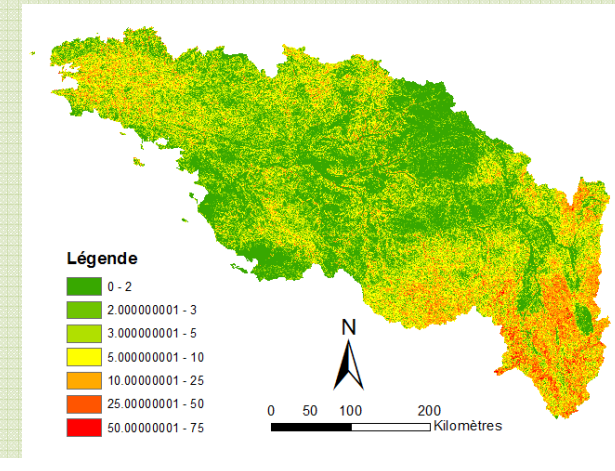 Légende
0 - 2
2.000000001 - 3
3.000000001 - 5
5.000000001 - 10
10.00000001 - 25
25.00000001 - 50
50.00000001 - 75
N
0 50 100 200
Kilomètres